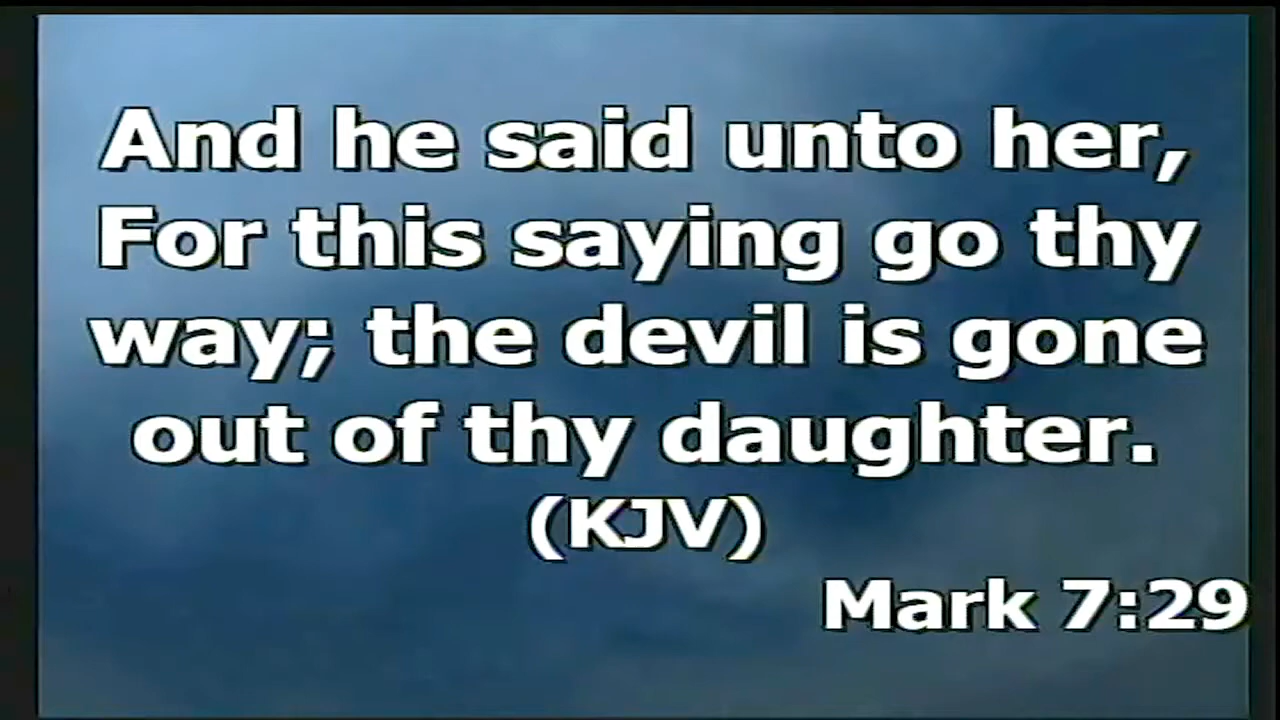 And he said unto her,
For this saying go thy
way; the devil is gone
out of thy daughter.
(KJV)
Mark 7:29